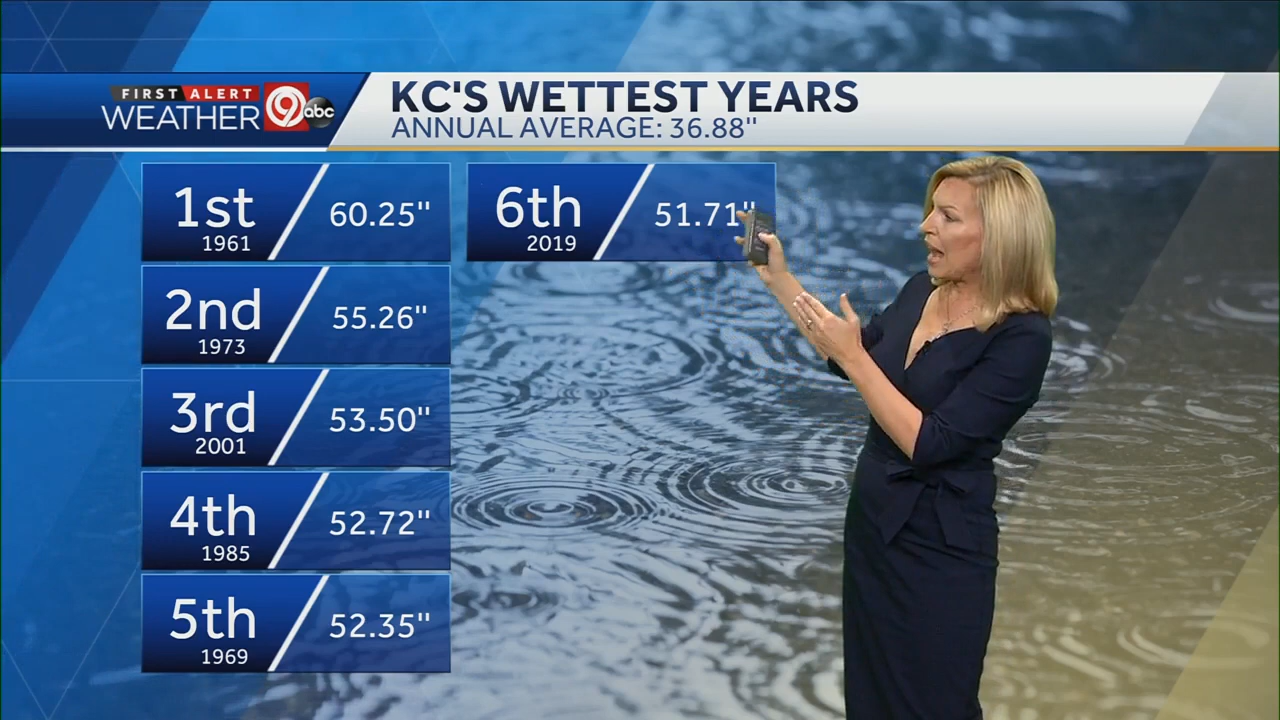 FIRST ALERT
WEATHER 9 abc
KC'S WETTEST YEARS
ANNUAL AVERAGE: 36.88"
1st
1961
60.25"
2nd
1973
55.26"
3rd
2001
53.50"
4th
1985
52.72"
5th
1969
52.35"
6th
2019
51.71"